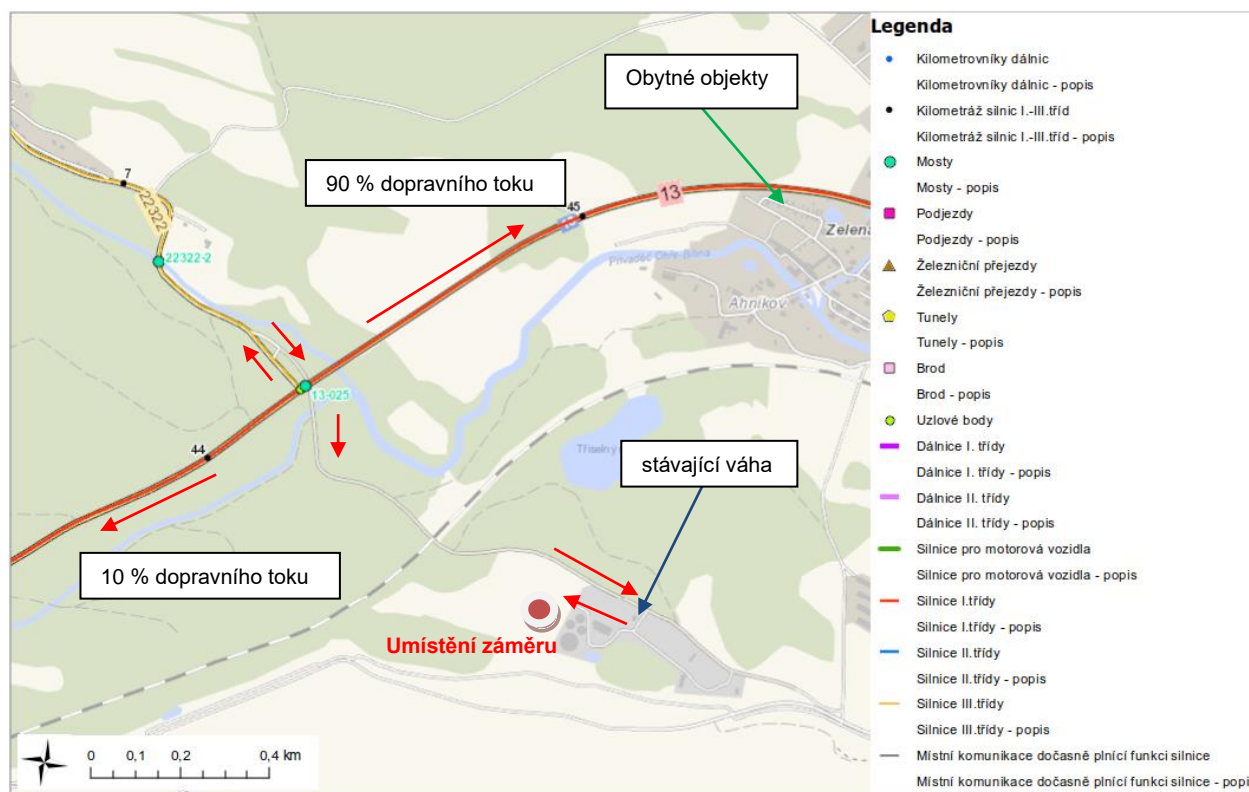 Obytné objekty
90 % dopravního toku
13
45
7
22322
22322-2
Zelená
Privaděč Ohře-Bílina
Ahníkov
13-025
44
Tříselný
stávající váha
10 % dopravního toku
Umístění záměru
0 0,1 0,2 0,4 km
Legenda
Kilometrovníky dálnic
Kilometrovníky dálnic - popis
Kilometráž silnic I.-III.tříd
Kilometráž silnic I.-III.tříd - popis
Mosty
Mosty - popis
Podjezdy
Podjezdy - popis
Železniční přejezdy
Železniční přejezdy - popis
Tunely
Tunely - popis
Brod
Brod - popis
Uzlové body
Dálnice I. třídy
Dálnice I. třídy - popis
Dálnice II. třídy
Dálnice II. třídy - popis
Silnice pro motorová vozidla
Silnice pro motorová vozidla - popis
Silnice I.třídy
Silnice I.třídy - popis
Silnice II.třídy
Silnice II.třídy - popis
Silnice III.třídy
Silnice III.třídy - popis
Místní komunikace dočasně plnící funkci silnice
Místní komunikace dočasně plnící funkci silnice - popi